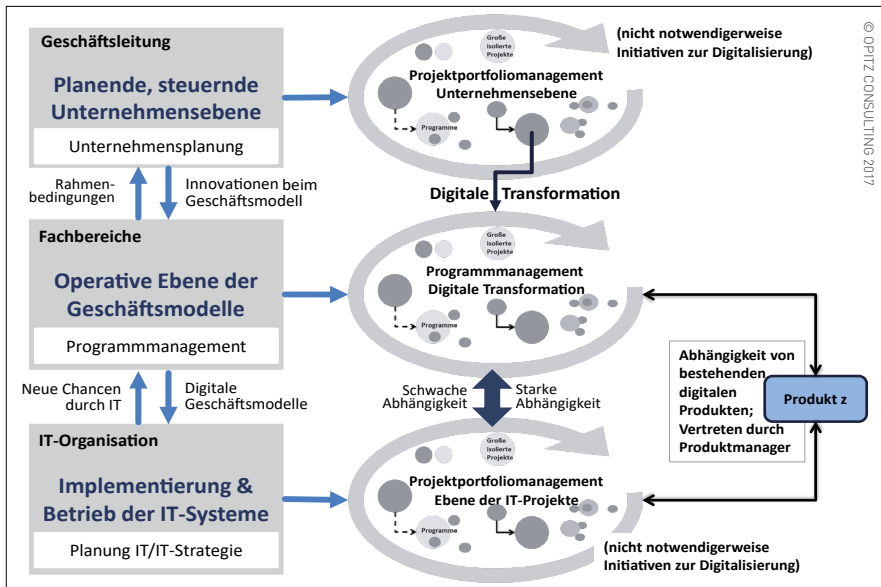 Geschäftsleitung
Planende, steuernde
Unternehmensebene
Unternehmensplanung
Große
isolierte
Projekte
Projektportfoliomanagement
Unternehmensebene
Programme
(nicht notwendigerweise
Initiativen zur Digitalisierung)
© OPITZ CONSULTING 2017
Rahmen-
bedingungen
Innovationen beim
Geschäftsmodell
Digitale Transformation
Fachbereiche
Operative Ebene der
Geschäftsmodelle
Programmmanagement
Große
isolierte
Projekte
Programmmanagement
Digitale Transformation
Programme
Neue Chancen
durch IT
Digitale
Geschäftsmodelle
Schwache
Abhängigkeit
Starke
Abhängigkeit
Abhängigkeit von
bestehenden
digitalen
Produkten;
Vertreten durch
Produktmanager
Produkt z
IT-Organisation
Implementierung &
Betrieb der IT-Systeme
Planung IT/IT-Strategie
Große
isolierte
Projekte
Projektportfoliomanagement
Ebene der IT-Projekte
Programme
(nicht notwendigerweise
Initiativen zur Digitalisierung)